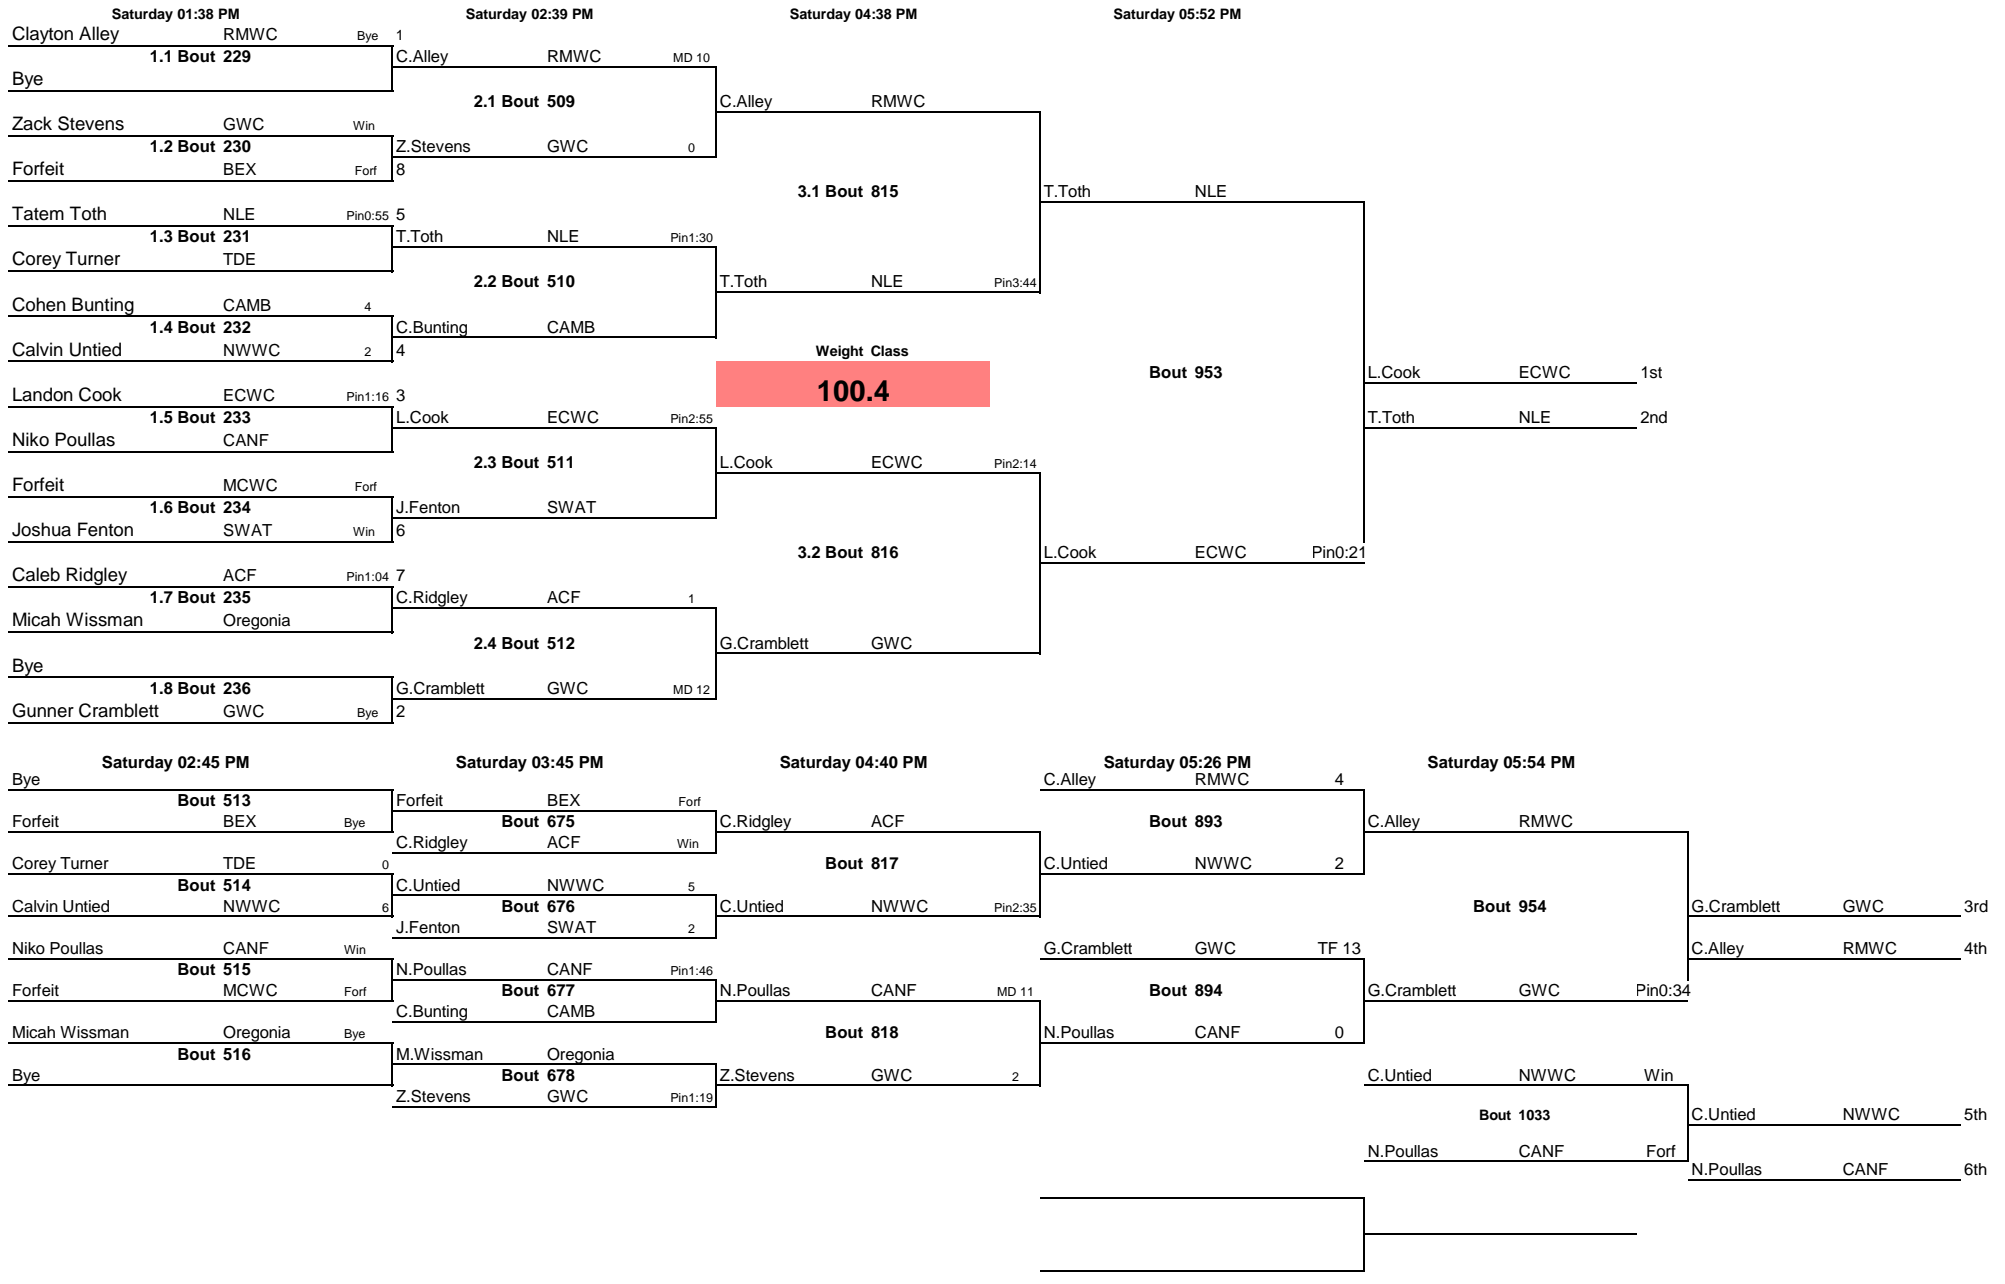 Saturday 01:38 PM Saturday 02:39 PM Saturday 04:38 PM Saturday 05:52 PM
Clayton Alley RMWC Bye 1
1.1 Bout 229 C.Alley RMWC MD 10
Bye
2.1 Bout 509 C.Alley RMWC
Zack Stevens GWC Win
1.2 Bout 230 Z.Stevens GWC 0
Forfeit BEX Forf 8
3.1 Bout 815 T.Toth NLE
Tatem Toth NLE Pin0:55 5
1.3 Bout 231 T.Toth NLE Pin1:30
Corey Turner TDE
2.2 Bout 510 T.Toth NLE Pin3:44
Cohen Bunting CAMB 4
1.4 Bout 232 C.Bunting CAMB
Calvin Untied NWWC 2 4 Weight Class
Bout 953 L.Cook ECWC 1st
Landon Cook ECWC Pin1:16 3 100.4
1.5 Bout 233 L.Cook ECWC Pin2:55 T.Toth NLE 2nd
Niko Poullas CANF
2.3 Bout 511 L.Cook ECWC Pin2:14
Forfeit MCWC Forf
1.6 Bout 234 J.Fenton SWAT
Joshua Fenton SWAT Win 6
3.2 Bout 816 L.Cook ECWC Pin0:21
Caleb Ridgley ACF Pin1:04 7
1.7 Bout 235 C.Ridgley ACF 1
Micah Wissman Oregonia
2.4 Bout 512 G.Cramblett GWC
Bye
1.8 Bout 236 G.Cramblett GWC MD 12
Gunner Cramblett GWC Bye 2
Saturday 02:45 PM Saturday 03:45 PM Saturday 04:40 PM Saturday 05:26 PM Saturday 05:54 PM
Bye C.Alley RMWC 4
Bout 513 Forfeit BEX Forf
Forfeit BEX Bye Bout 675 C.Ridgley ACF Bout 893 C.Alley RMWC
C.Ridgley ACF Win
Corey Turner TDE 0 Bout 817 C.Untied NWWC 2
Bout 514 C.Untied NWWC 5
Calvin Untied NWWC 6 Bout 676 C.Untied NWWC Pin2:35 Bout 954 G.Cramblett GWC 3rd
J.Fenton SWAT 2
Niko Poullas CANF Win G.Cramblett GWC TF 13 C.Alley RMWC 4th
Bout 515 N.Poullas CANF Pin1:46
Forfeit MCWC Forf Bout 677 N.Poullas CANF MD 11 Bout 894 G.Cramblett GWC Pin0:34
C.Bunting CAMB
Micah Wissman Oregonia Bye Bout 818 N.Poullas CANF 0
Bout 516 M.Wissman Oregonia
Bye Bout 678 Z.Stevens GWC 2 C.Untied NWWC Win
Z.Stevens GWC Pin1:19
Bout 1033 C.Untied NWWC 5th
N.Poullas CANF Forf
N.Poullas CANF 6th